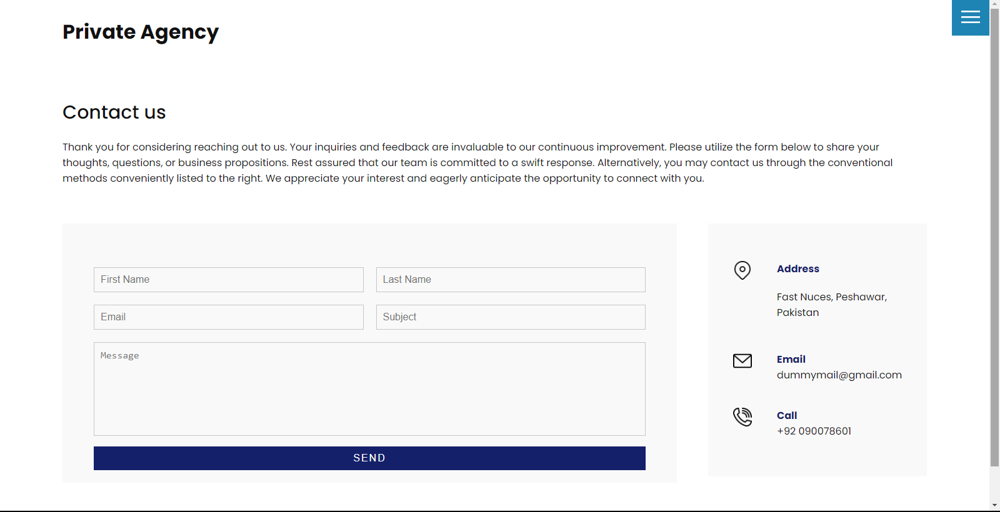 Private Agency
Contact us
Thank you for considering reaching out to us. Your inquiries and feedback are invaluable to our continuous improvement. Please utilize the form below to share your
thoughts, questions, or business propositions. Rest assured that our team is committed to a swift response. Alternatively, you may contact us through the conventional
methods conveniently listed to the right. We appreciate your interest and eagerly anticipate the opportunity to connect with you.
First Name
Last Name
Email
Subject
Message
SEND
Address
Fast Nuces, Peshawar,
Pakistan
Email
dummymail@gmail.com
Call
+92 090078601